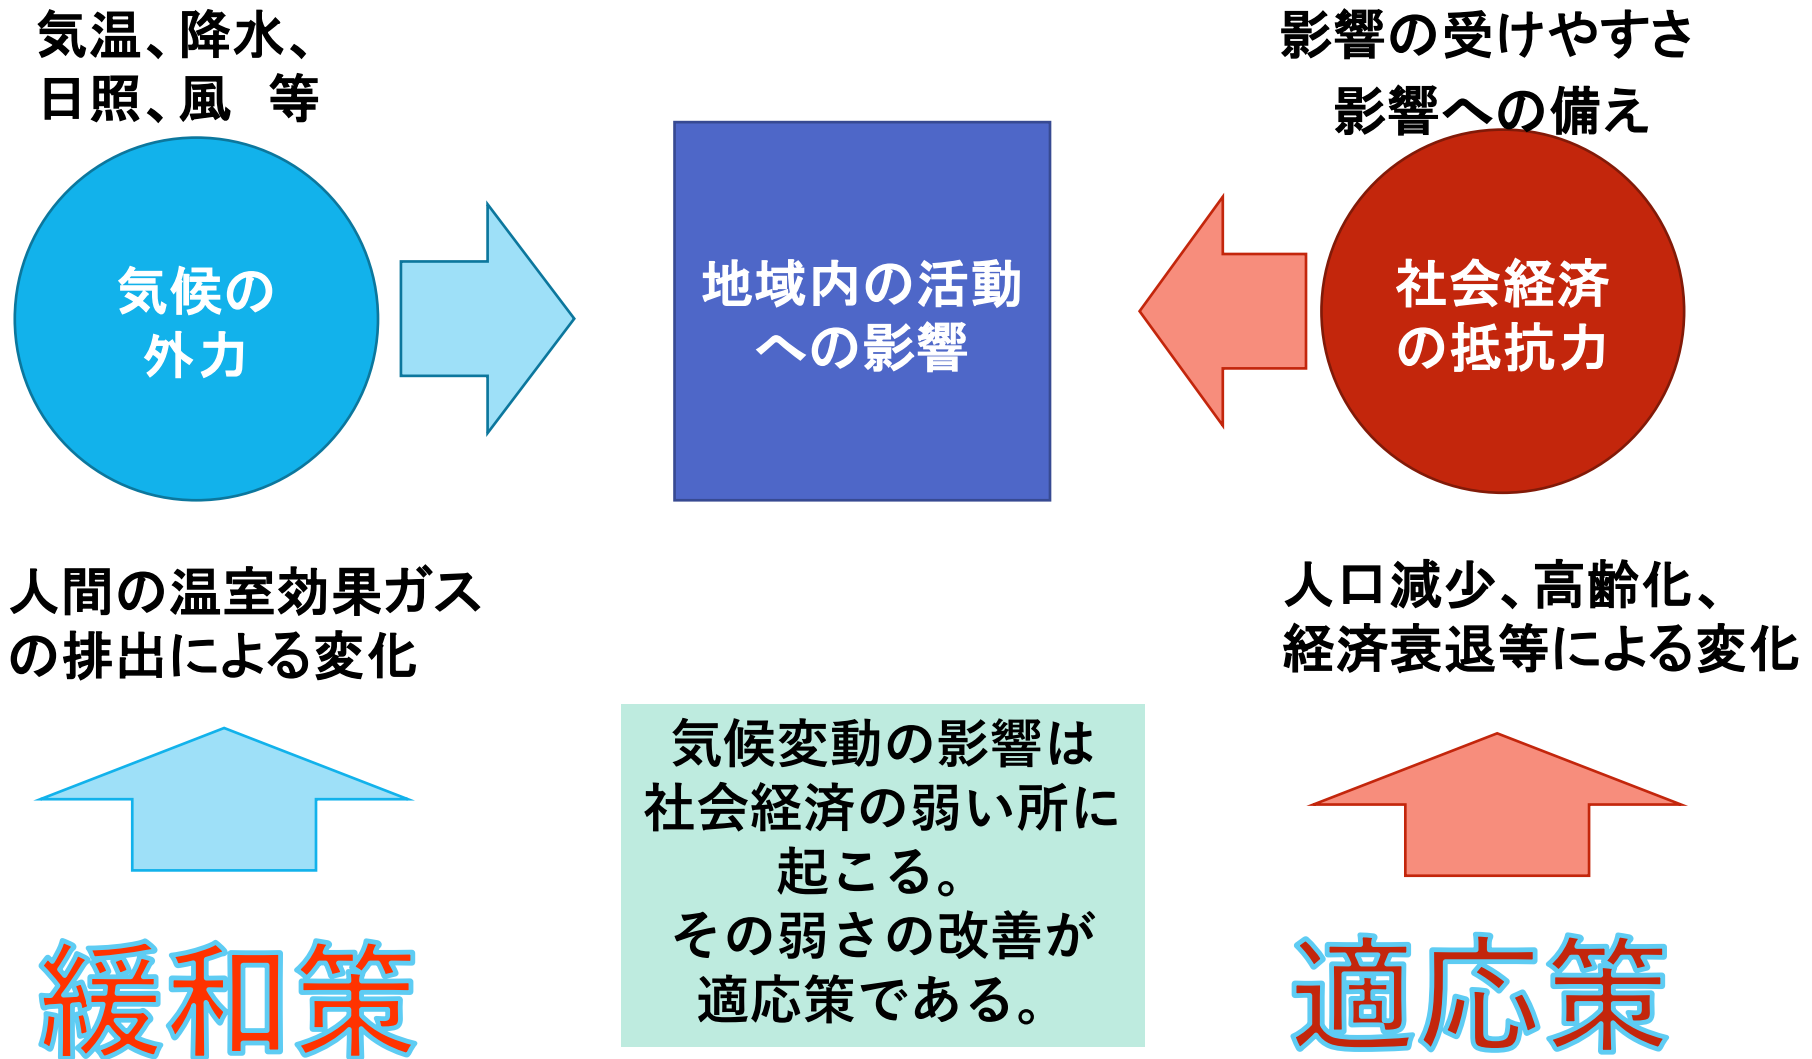 気温、降水、
日照、風　等
影響の受けやすさ
影響への備え
気候の
外力
地域内の活動
への影響
社会経済
の抵抗力
人間の温室効果ガス
の排出による変化
人口減少、高齢化、
経済衰退等による変化
気候変動の影響は
社会経済の弱い所に
起こる。
その弱さの改善が
適応策である。
緩和策
適応策